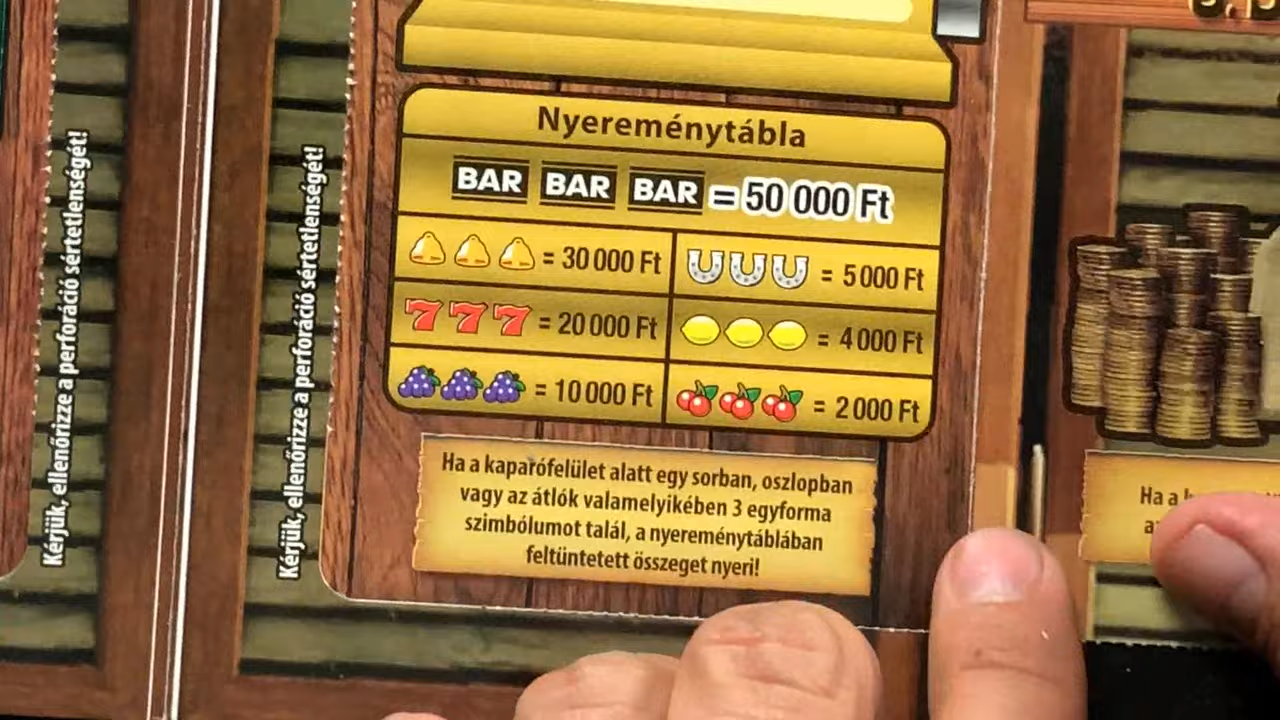 Kérjük, ellenőrizze a perforáció sértetlenségét!
Kérjük, ellenőrizze a perforáció sértetlenségét!
Nyereménytábla
BAR BAR BAR = 50 000 Ft
= 30 000 Ft
= 5 000 Ft
777 = 20 000 Ft
= 4 000 Ft
= 10 000 Ft
= 2 000 Ft
Ha a kaparófelület alatt egy sorban, oszlopban
vagy az átlók valamelyikében 3 egyforma
szimbólumot talál, a nyereménytáblában
feltüntetett összeget nyeri!
Ha a